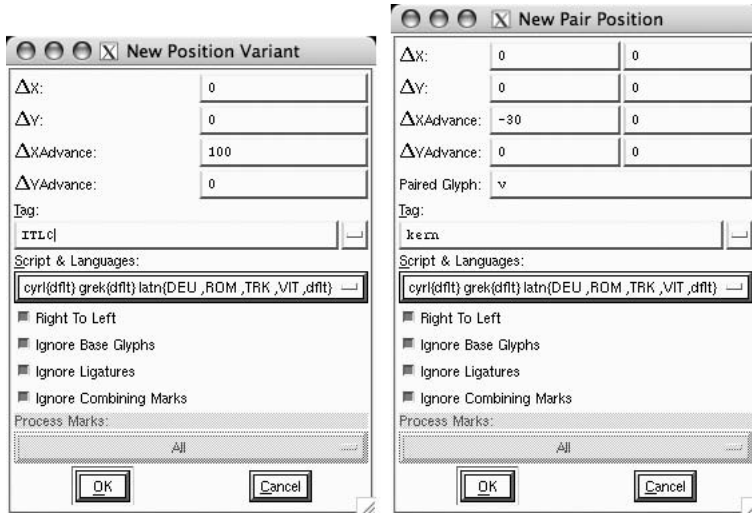 New Position Variant
ΔX: 0
ΔY: 0
ΔXAdvance: 100
ΔYAdvance: 0
Tag:
ITLC
Script & Languages:
cyrl{dflt} grek{dflt} latn{DEU ,ROM ,TRK ,VIT ,dflt}
Right To Left
Ignore Base Glyphs
Ignore Ligatures
Ignore Combining Marks
Process Marks:
All
OK Cancel
X New Pair Position
ΔX: 0 0
ΔY: 0 0
ΔXAdvance: -30 0
ΔYAdvance: 0 0
Paired Glyph: v
Tag:
kern
Script & Languages:
cyrl{dflt} grek{dflt} latn{DEU ,ROM ,TRK ,VIT ,dflt}
Right To Left
Ignore Base Glyphs
Ignore Ligatures
Ignore Combining Marks
Process Marks:
All
OK Cancel